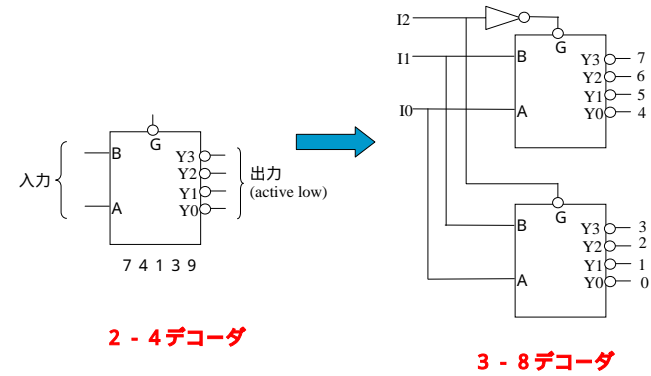 入力
G
B
A
Y3
Y2
Y1
Y0
出力
(active low)
7 4 1 3 9
2 - 4 デコーダ
I2
I1
I0
G
B
A
Y3 7
Y2 6
Y1 5
Y0 4
G
B
A
Y3 3
Y2 2
Y1 1
Y0 0
3 - 8 デコーダ